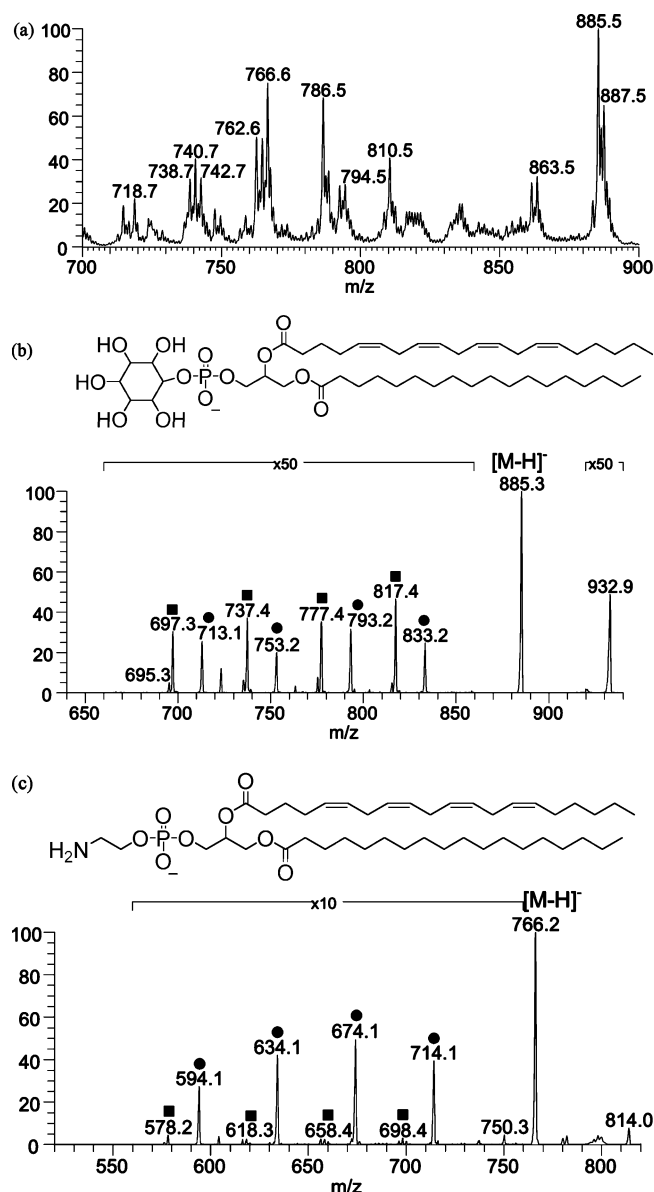 (a)
100
80
60
40
20
0
718.7
738.7
740.7
742.7
762.6
766.6
786.5
794.5
810.5
863.5
885.5
887.5
700 750 800 850 900
m/z
(b)
HO OH
HO
HO OH
O P O
O
O−
O
O
O
O
x50
[M-H]-
x50
100
80
60
40
20
0
695.3
697.3
713.1
737.4
753.2
777.4
793.2
817.4
833.2
885.3
932.9
650 700 750 800 850 900
m/z
(c)
H2N
O P O
O
O−
O
O
O
O
x10
[M-H]-
100
80
60
40
20
0
578.2
594.1
618.3
634.1
658.4
674.1
698.4
714.1
750.3
766.2
814.0
550 600 650 700 750 800
m/z